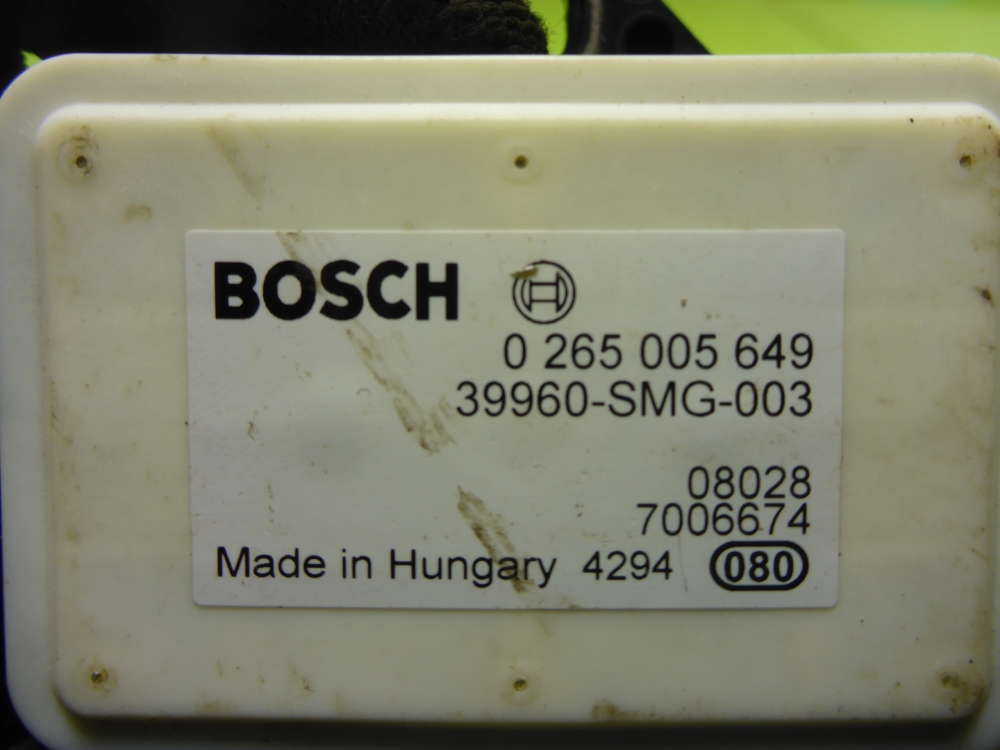 BOSCH
0 265 005 649
39960-SMG-003
08028
7006674
Made in Hungary 4294 080